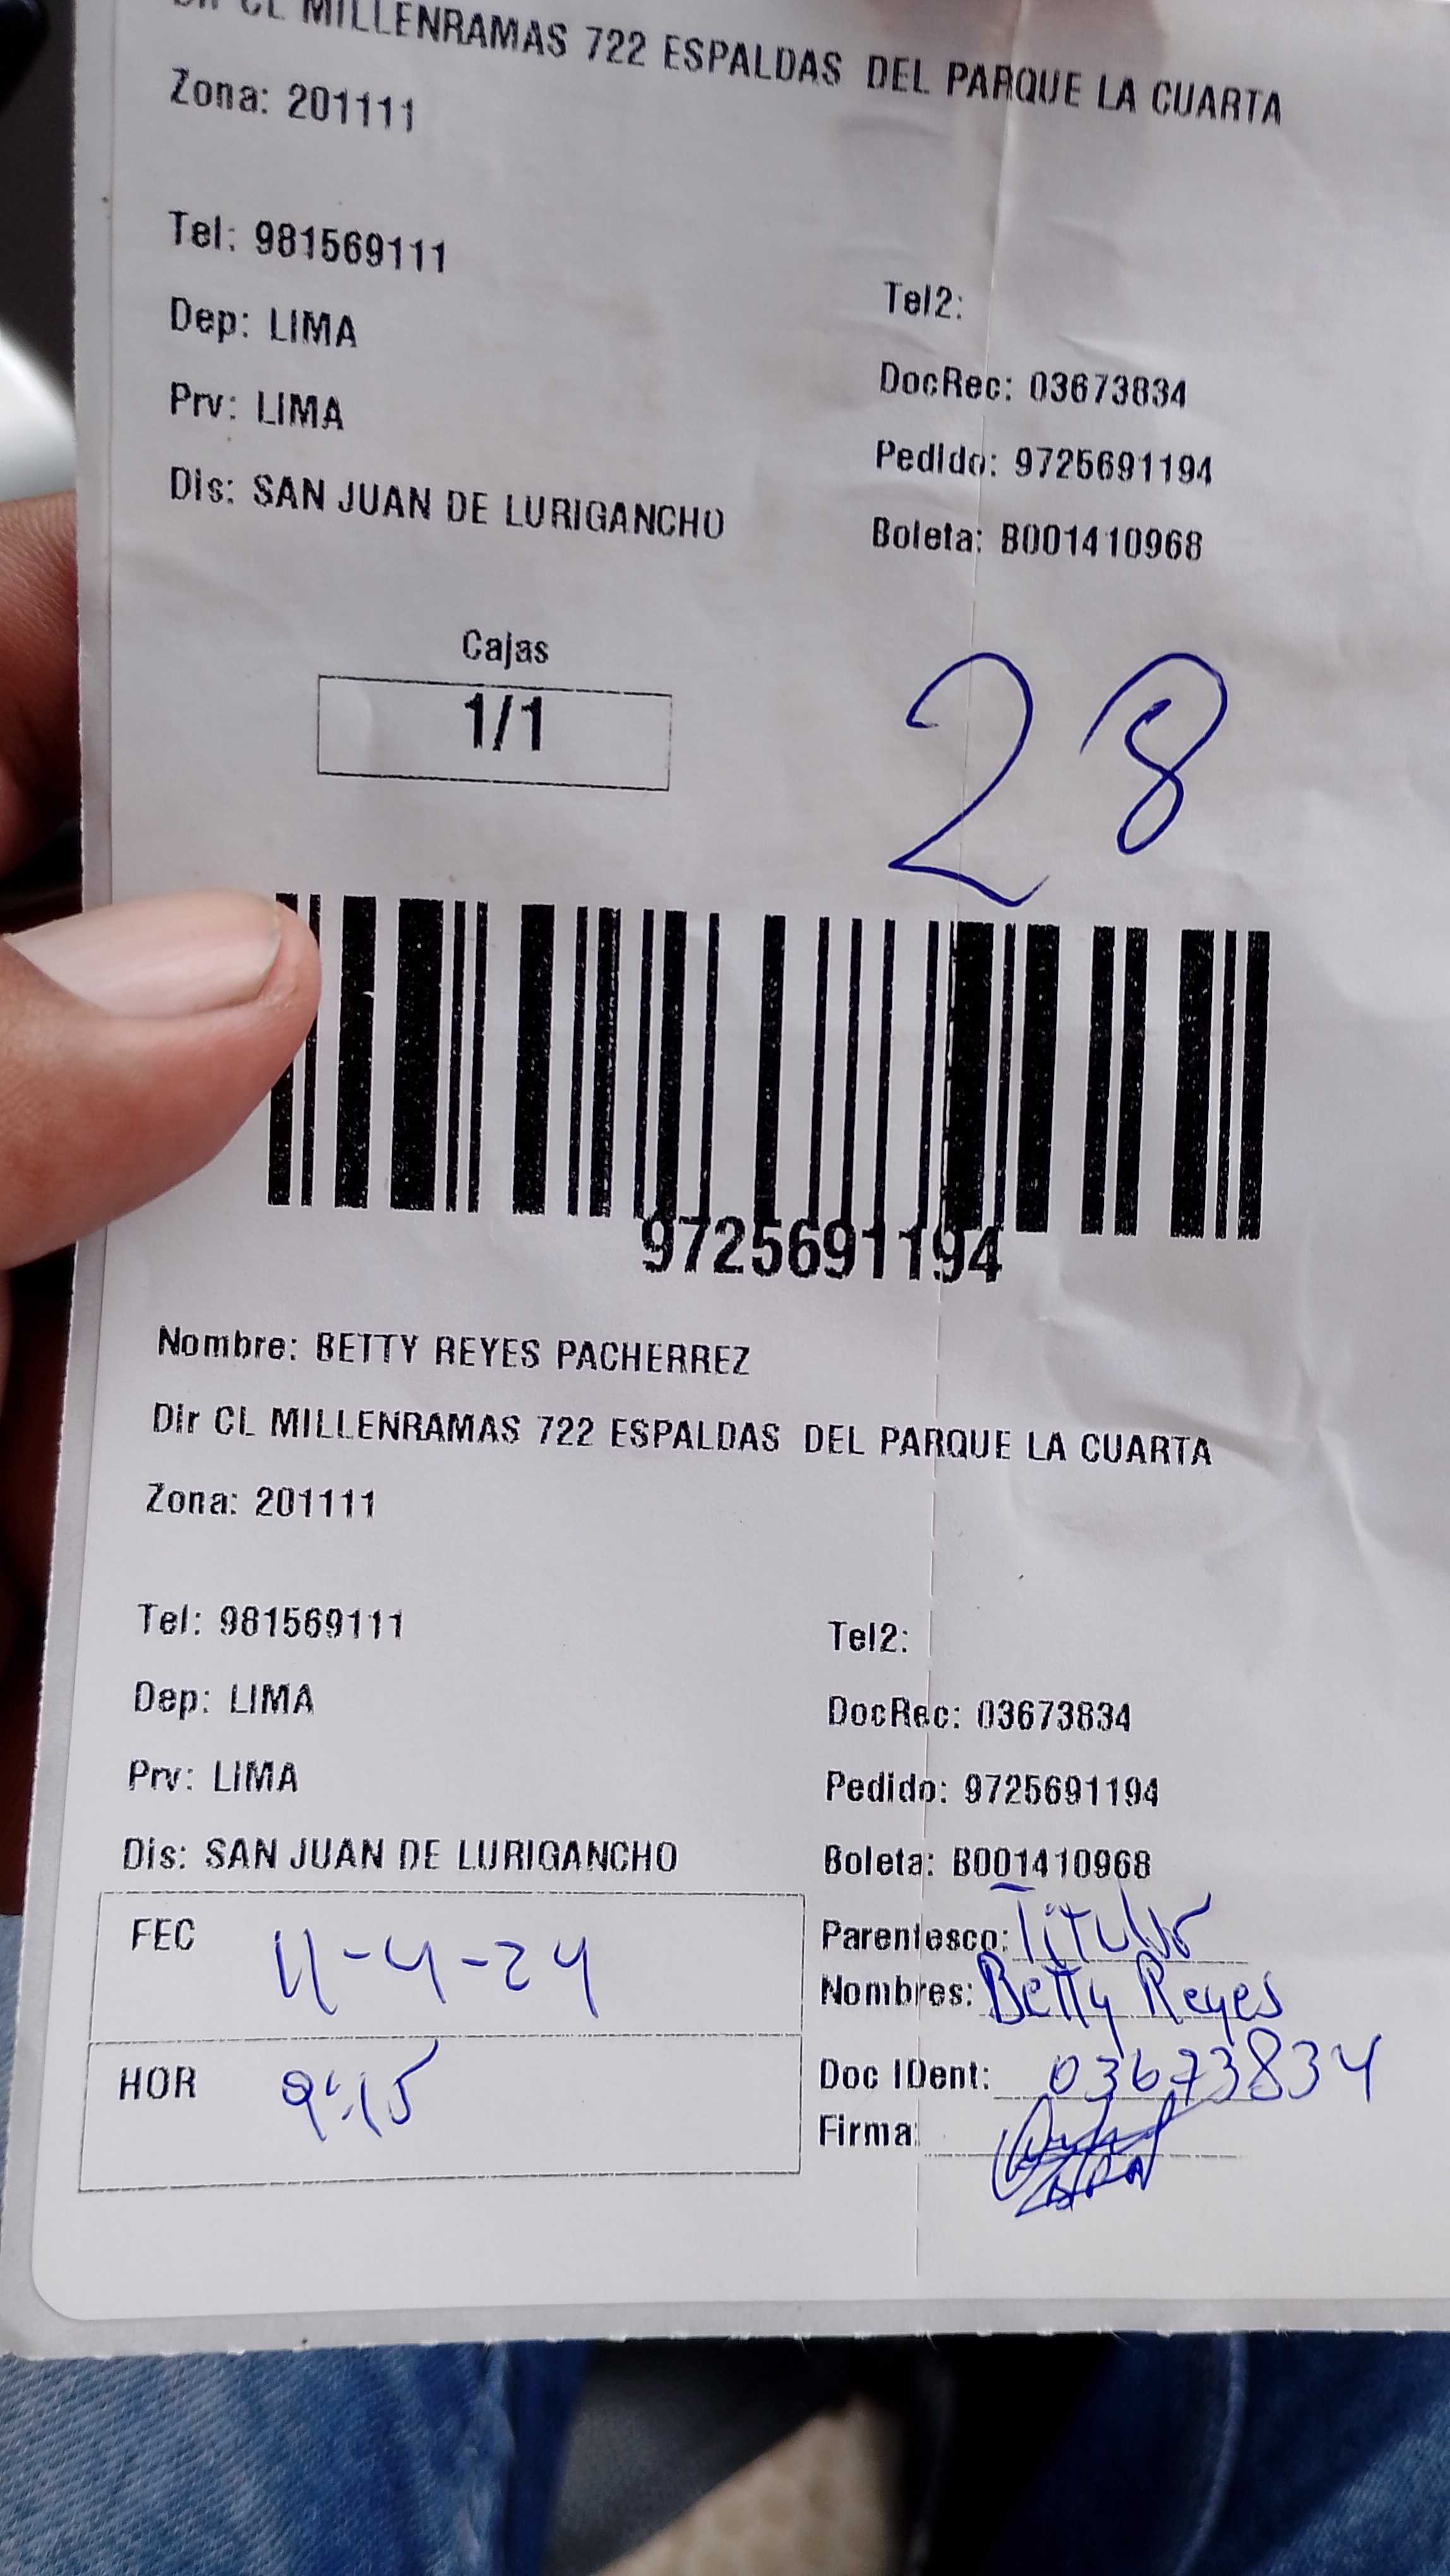 Dir CL MILLENRAMAS 722 ESPALDAS DEL PARQUE LA CUARTA
Zona: 201111
Tel: 981569111
Tel2:
Dep: LIMA
DocRec: 03673834
Prv: LIMA
Pedido: 9725691194
Dis: SAN JUAN DE LURIGANCHO
Boleta: B001410968
Cajas
1/1
28
9725691194
Nombre: BETTY REYES PACHERREZ
Dir CL MILLENRAMAS 722 ESPALDAS DEL PARQUE LA CUARTA
Zona: 201111
Tel: 981569111
Tel2:
Dep: LIMA
DocRec: 03673834
Prv: LIMA
Pedido: 9725691194
Dis: SAN JUAN DE LURIGANCHO
Boleta: B001410968
FEC 11-4-24
Parentesco: Titular
Nombres: Betty Reyes
HOR 9:15
Doc IDent: 03673834
Firma: